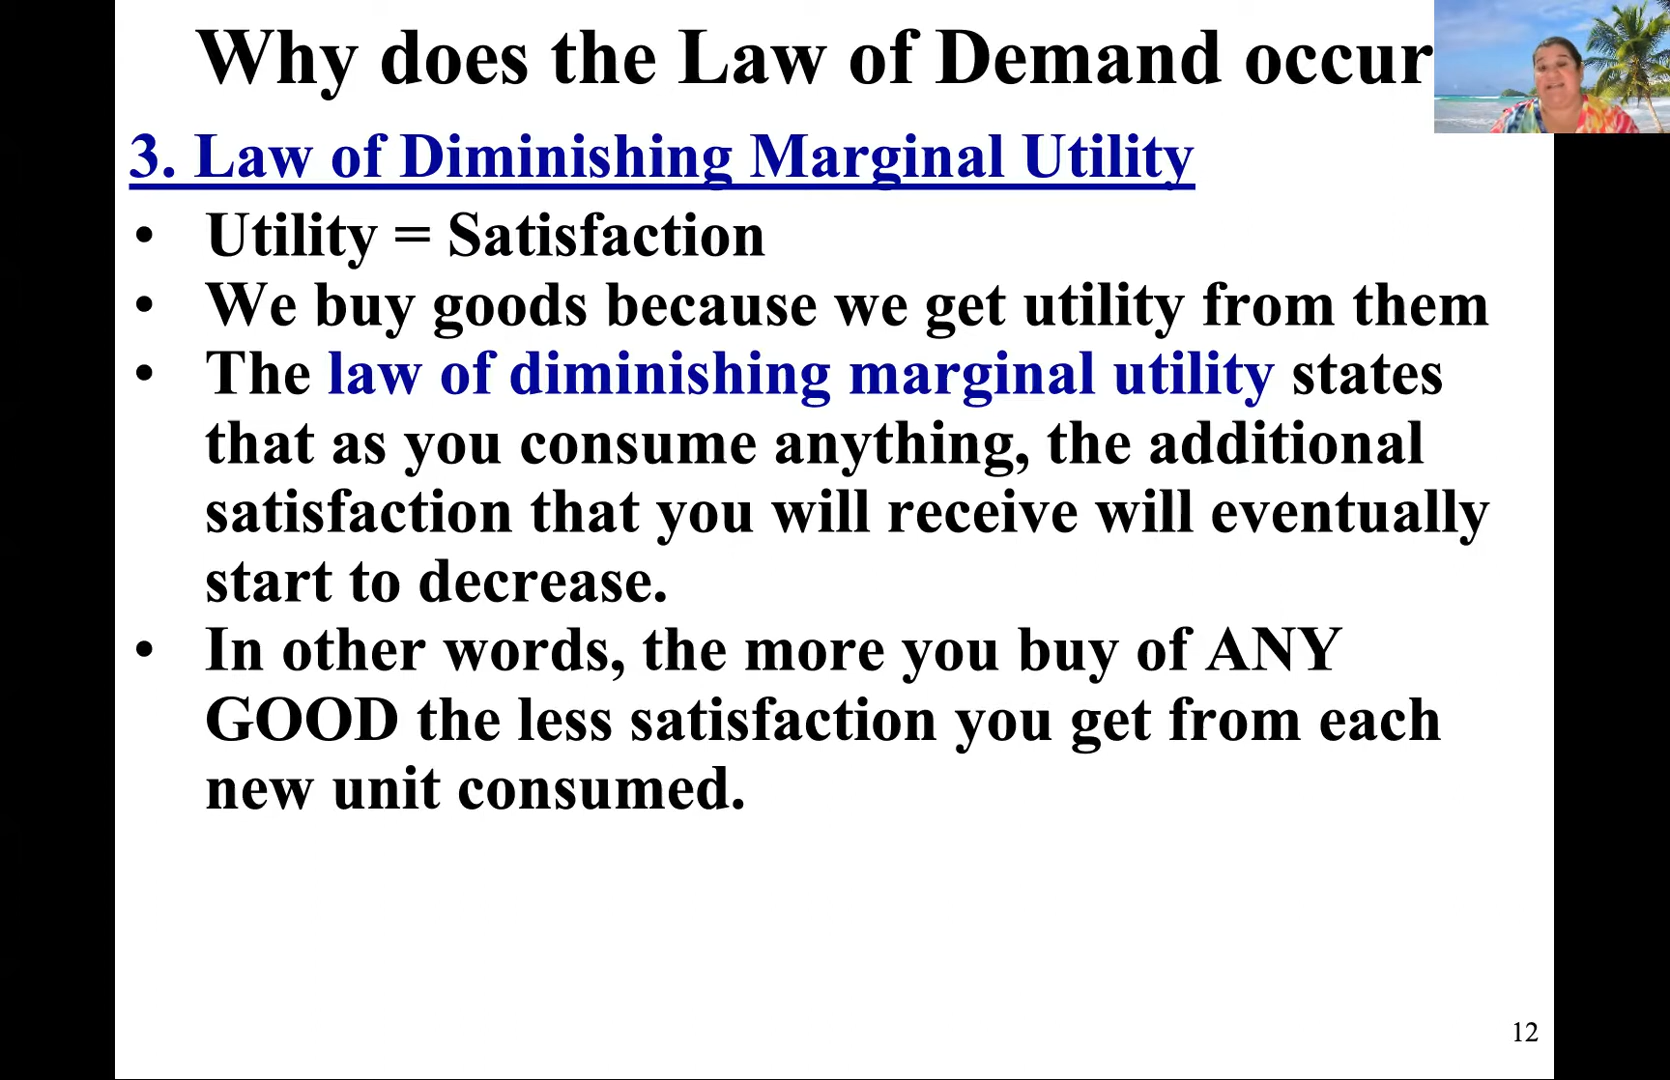 Why does the Law of Demand occur
3. Law of Diminishing Marginal Utility
• Utility = Satisfaction
• We buy goods because we get utility from them
• The law of diminishing marginal utility states
that as you consume anything, the additional
satisfaction that you will receive will eventually
start to decrease.
• In other words, the more you buy of ANY
GOOD the less satisfaction you get from each
new unit consumed.
12